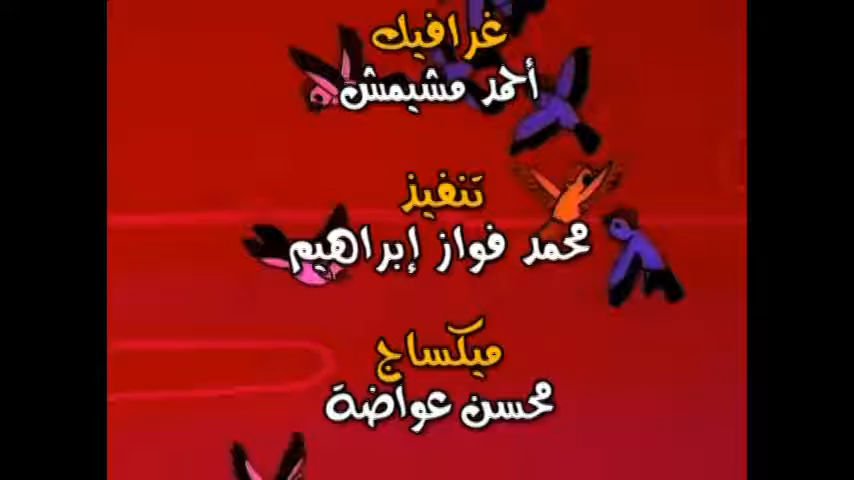 غرافيك
أحمد مشيمش
تنفيذ
محمد فواز إبراهيم
ميكساج
محسن عواضة